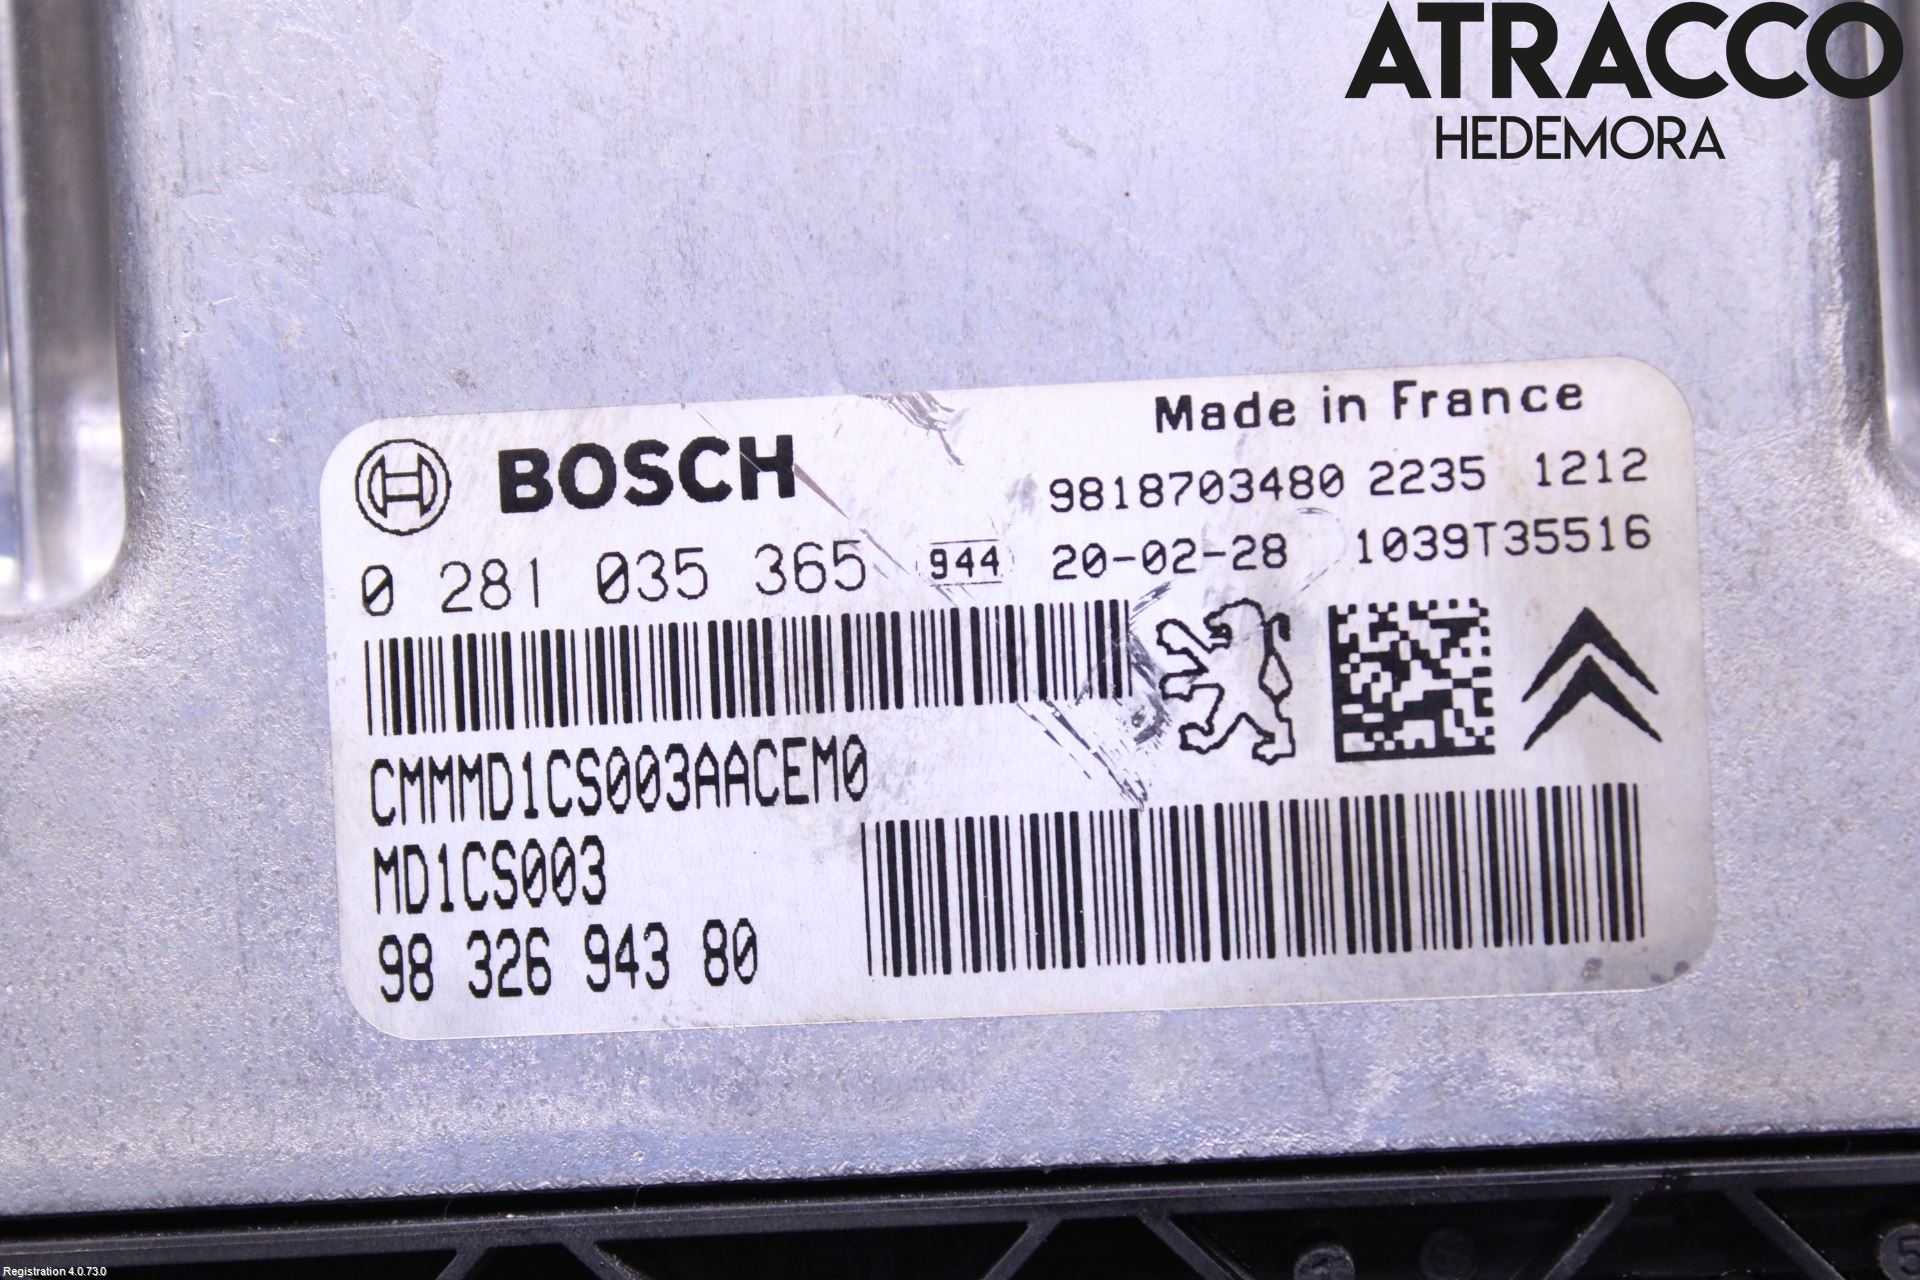 ATRACCO
HEDEMORA
Made in France
BOSCH
9818703480 2235 1212
0 281 035 365 944 20-02-28 1039T35516
CMMMD1CS003AACEM0
MD1CS003
98 326 943 80
5
Registration 4.0.73.0